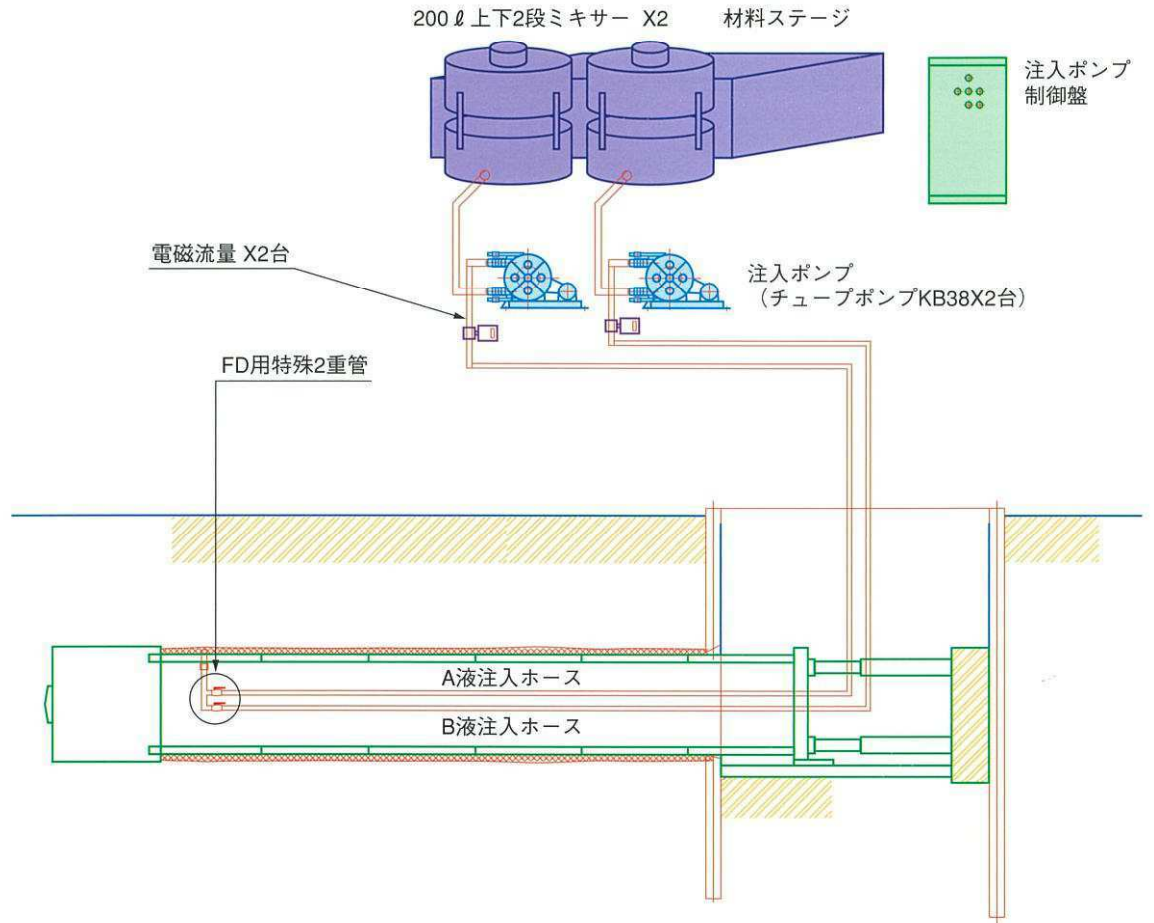 200ℓ上下2段ミキサー X2
材料ステージ
注入ポンプ
制御盤
電磁流量 X2台
注入ポンプ
(チューブポンプKB38X2台)
FD用特殊2重管
A液注入ホース
B液注入ホース